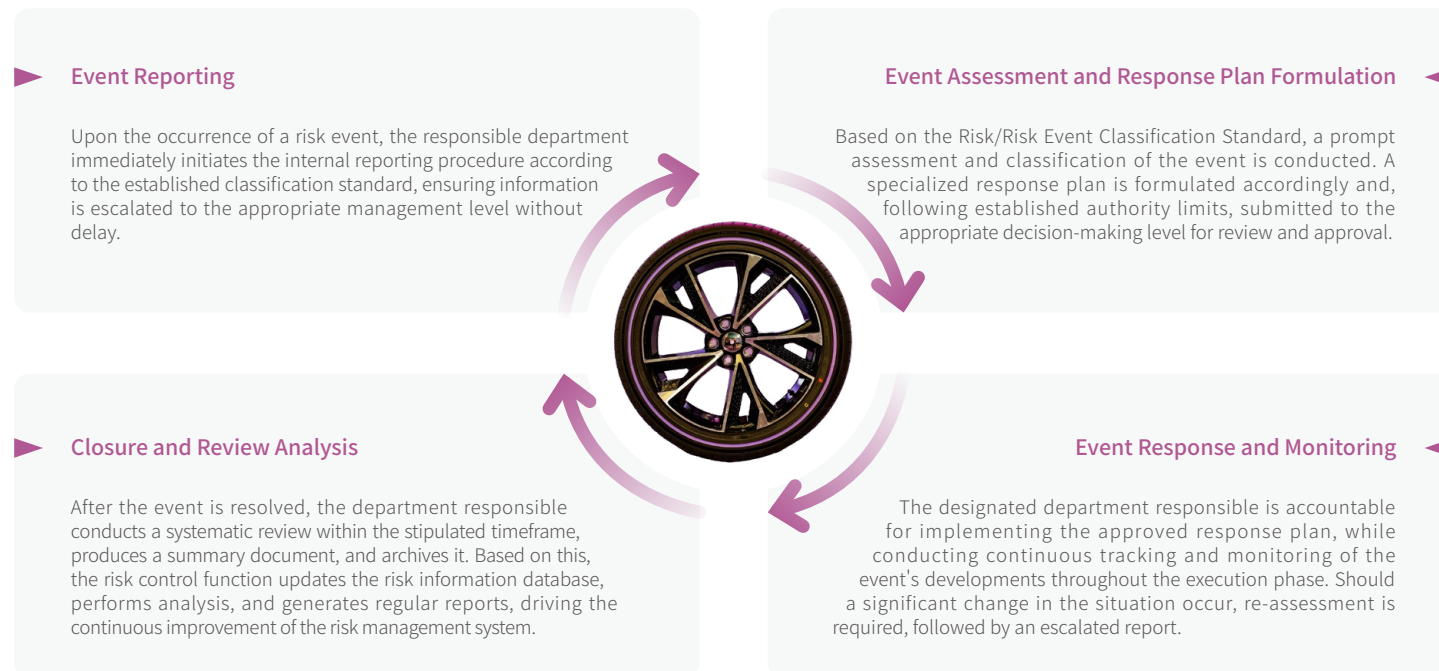 Event Reporting
Upon the occurrence of a risk event, the responsible department
immediately initiates the internal reporting procedure according
to the established classification standard, ensuring information
is escalated to the appropriate management level without
delay.
Event Assessment and Response Plan Formulation
Based on the Risk/Risk Event Classification Standard, a prompt
assessment and classification of the event is conducted. A
specialized response plan is formulated accordingly and,
following established authority limits, submitted to the
appropriate decision-making level for review and approval.
Closure and Review Analysis
After the event is resolved, the department responsible
conducts a systematic review within the stipulated timeframe,
produces a summary document, and archives it. Based on this,
the risk control function updates the risk information database,
performs analysis, and generates regular reports, driving the
continuous improvement of the risk management system.
Event Response and Monitoring
The designated department responsible is accountable
for implementing the approved response plan, while
conducting continuous tracking and monitoring of the
event's developments throughout the execution phase. Should
a significant change in the situation occur, re-assessment is
required, followed by an escalated report.